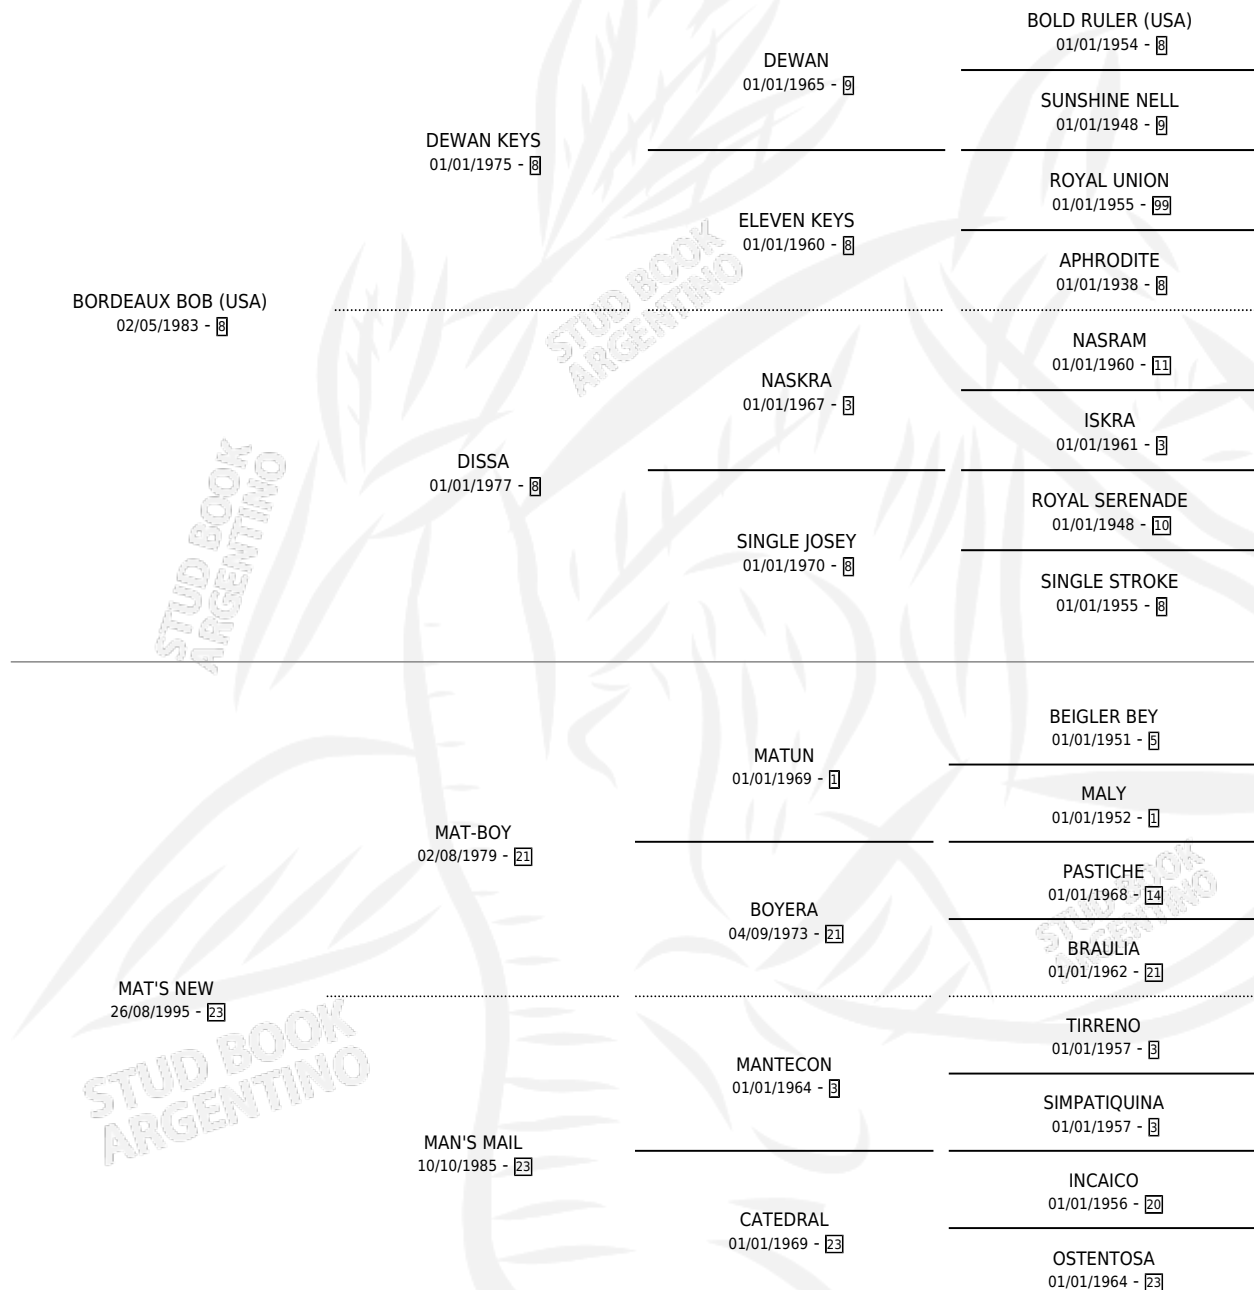 BOLD RULER (USA)
01/01/1954 - 8
DEWAN
01/01/1965 - 9
SUNSHINE NELL
01/01/1948 - 9
DEWAN KEYS
01/01/1975 - 8
ROYAL UNION
01/01/1955 - 99
ELEVEN KEYS
01/01/1960 - 8
APHRODITE
01/01/1938 - 8
BORDEAUX BOB (USA)
02/05/1983 - 8
STUD BOOK
ARGENTINO
NASRAM
01/01/1960 - 11
NASKRA
01/01/1967 - 3
ISKRA
01/01/1961 - 3
DISSA
01/01/1977 - 8
ROYAL SERENADE
01/01/1948 - 10
SINGLE JOSEY
01/01/1970 - 8
SINGLE STROKE
01/01/1955 - 8
STUD BOOK
ARGENTINO
BEIGLER BEY
01/01/1951 - 5
MATUN
01/01/1969 - 1
MALY
01/01/1952 - 1
MAT-BOY
02/08/1979 - 21
PASTICHE
01/01/1968 - 14
BOYERA
04/09/1973 - 21
STUD BOOK
ARGENTINO
BRAULIA
01/01/1962 - 21
MAT'S NEW
26/08/1995 - 23
TIRRENO
01/01/1957 - 3
MANTECON
01/01/1964 - 3
STUD BOOK
ARGENTINO
SIMPATIQUINA
01/01/1957 - 3
MAN'S MAIL
10/10/1985 - 23
INCAICO
01/01/1956 - 20
CATEDRAL
01/01/1969 - 23
OSTENTOSA
01/01/1964 - 23